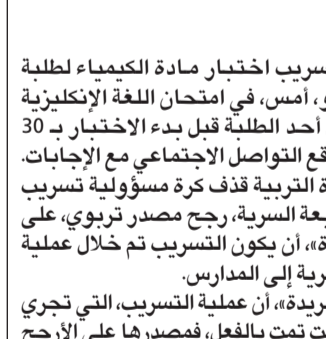 سريب اختبار مادة الكيمياء لطلبة
و، أمس، في امتحان اللغة الإنكليزية
أحد الطلبة قبل بدء الاختبار بـ 30
قع التواصل الاجتماعي مع الإجابات.
ة التربية قذف كرة مسؤولية تسريب
بعة السرية، رجح مصدر تربوي، على
ة»، أن يكون التسريب تم خلال عملية
رية إلى المدارس.
ريدة»، أن عملية التسريب، التي تجري
ت تمت بالفعل، فمصدرها على الأرجح